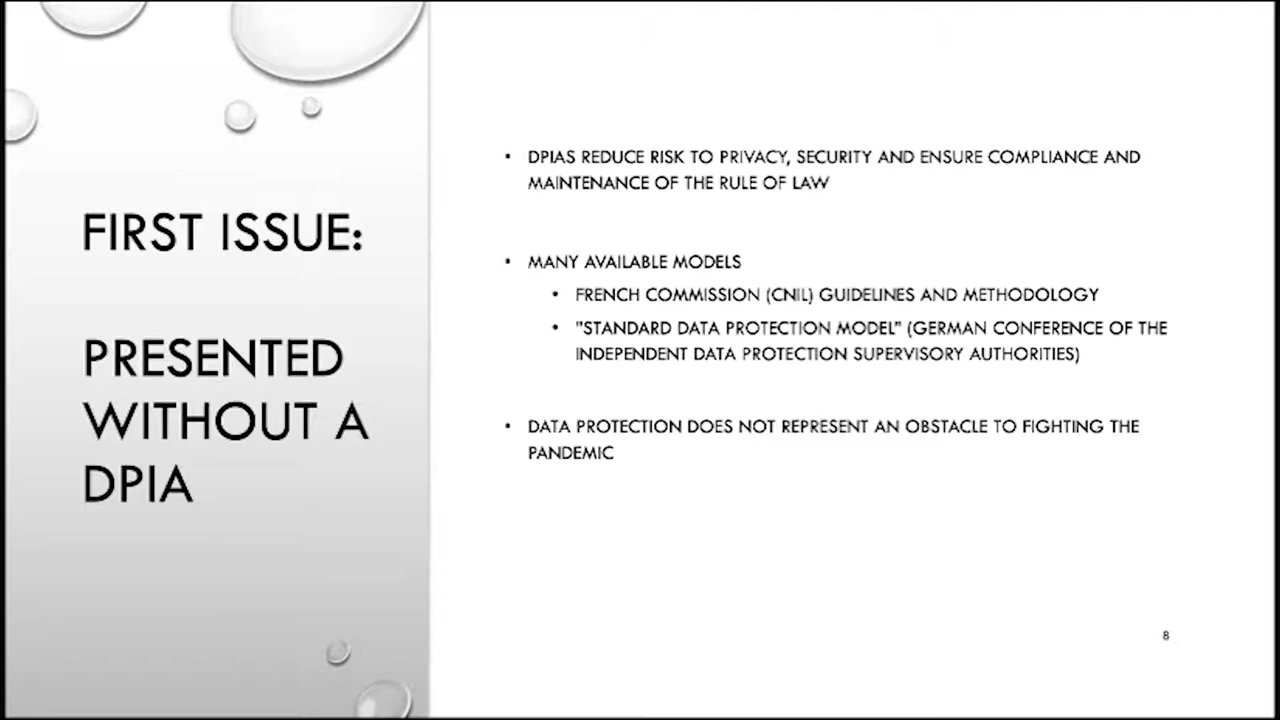 FIRST ISSUE:
PRESENTED
WITHOUT A
DPIA
• DPIAS REDUCE RISK TO PRIVACY, SECURITY AND ENSURE COMPLIANCE AND
MAINTENANCE OF THE RULE OF LAW
• MANY AVAILABLE MODELS
• FRENCH COMMISSION (CNIL) GUIDELINES AND METHODOLOGY
• "STANDARD DATA PROTECTION MODEL" (GERMAN CONFERENCE OF THE
INDEPENDENT DATA PROTECTION SUPERVISORY AUTHORITIES)
• DATA PROTECTION DOES NOT REPRESENT AN OBSTACLE TO FIGHTING THE
PANDEMIC
8